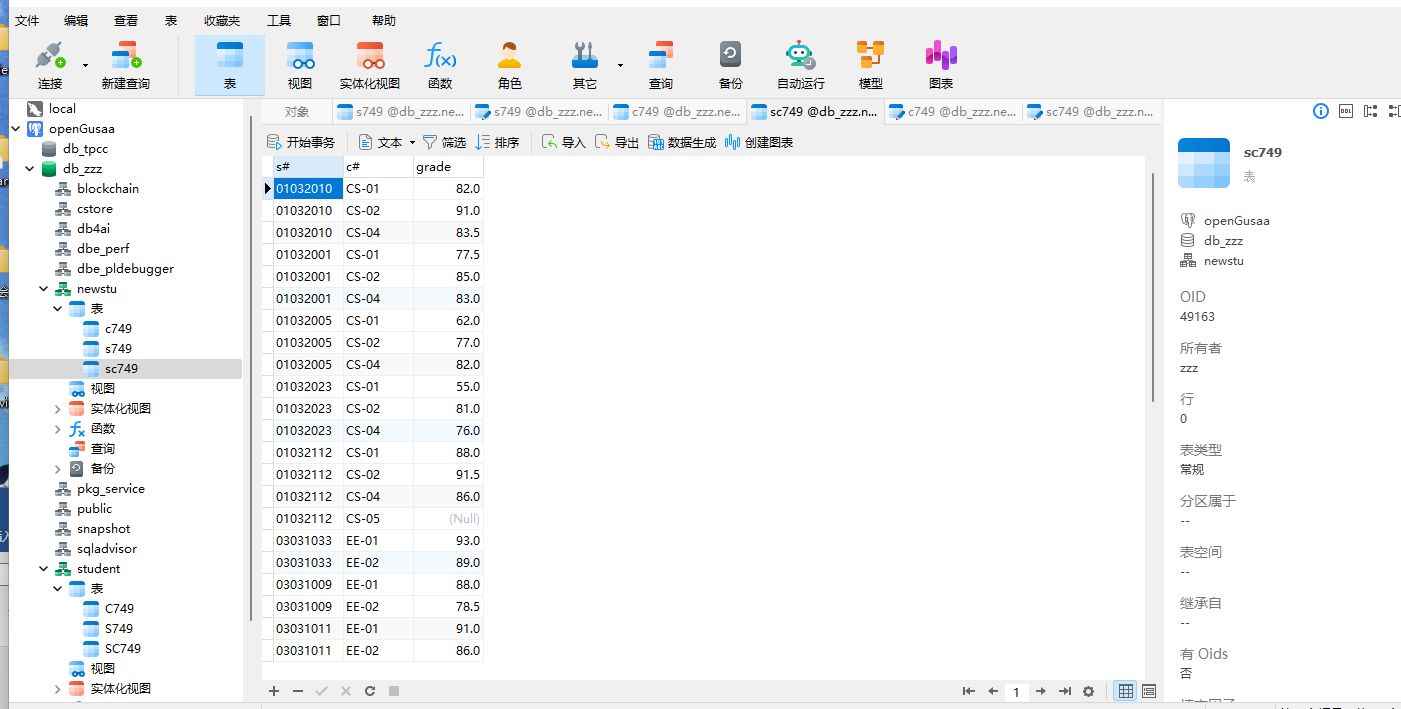 文件 编辑 查看 表 收藏夹 工具 窗口 帮助
连接 新建查询 表 视图 实体化视图 函数 角色 其它 查询 备份 自动运行 模型 图表
local
openGusaa
db_tpcc
db_zzz
blockchain
cstore
db4ai
dbe_perf
dbe_pldebugger
newstu
表
c749
s749
sc749
视图
实体化视图
函数
查询
备份
pkg_service
public
snapshot
sqladvisor
student
表
C749
S749
SC749
视图
实体化视图
对象 s749 @db_zzz.ne... s749 @db_zzz.ne... c749 @db_zzz.ne... sc749 @db_zzz.n... c749 @db_zzz.ne... sc749 @db_zzz.n...
开始事务 文本 筛选 排序 导入 导出 数据生成 创建图表
s# c# grade
01032010 CS-01 82.0
01032010 CS-02 91.0
01032010 CS-04 83.5
01032001 CS-01 77.5
01032001 CS-02 85.0
01032001 CS-04 83.0
01032005 CS-01 62.0
01032005 CS-02 77.0
01032005 CS-04 82.0
01032023 CS-01 55.0
01032023 CS-02 81.0
01032023 CS-04 76.0
01032112 CS-01 88.0
01032112 CS-02 91.5
01032112 CS-04 86.0
01032112 CS-05 (Null)
03031033 EE-01 93.0
03031033 EE-02 89.0
03031009 EE-01 88.0
03031009 EE-02 78.5
03031011 EE-01 91.0
03031011 EE-02 86.0
1
DDL
sc749
表
openGusaa
db_zzz
newstu
OID
49163
所有者
zzz
行
0
表类型
常规
分区属于
--
表空间
--
继承自
--
有 Oids
否